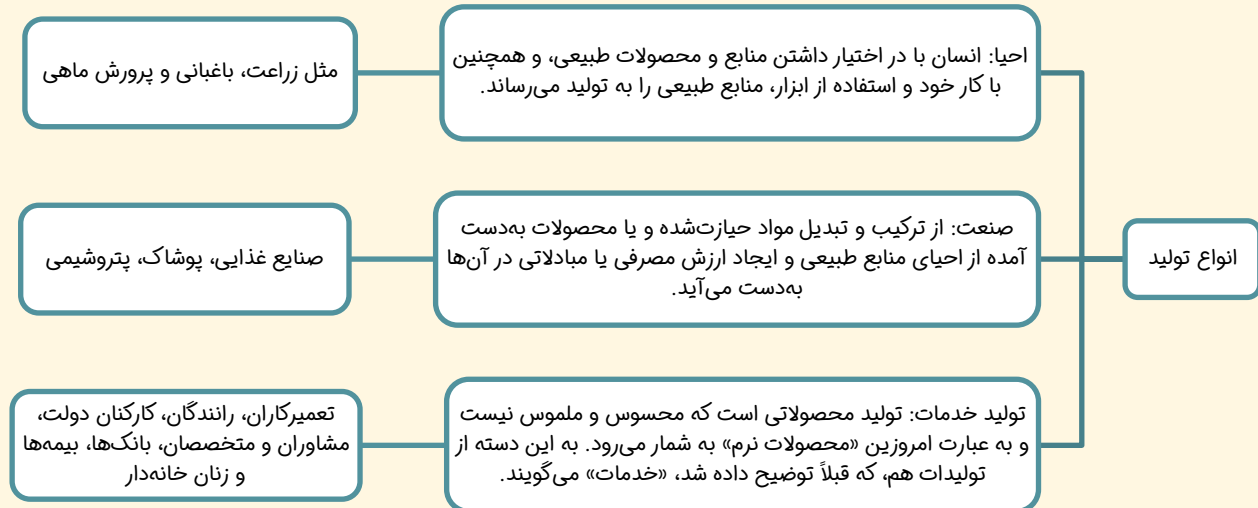 انواع تولید
احیا: انسان با در اختیار داشتن منابع و محصولات طبیعی، و همچنین
با کار خود و استفاده از ابزار، منابع طبیعی را به تولید می‌رساند.
مثل زراعت، باغبانی و پرورش ماهی
صنعت: از ترکیب و تبدیل مواد حیازت‌شده و یا محصولات به‌دست
آمده از احیای منابع طبیعی و ایجاد ارزش مصرفی یا مبادلاتی در آن‌ها
به‌دست می‌آید.
صنایع غذایی، پوشاک، پتروشیمی
تولید خدمات: تولید محصولاتی است که محسوس و ملموس نیست
و به عبارت امروزین «محصولات نرم» به شمار می‌رود. به این دسته از
تولیدات هم، که قبلاً توضیح داده شد، «خدمات» می‌گویند.
تعمیرکاران، رانندگان، کارکنان دولت،
مشاوران و متخصصان، بانک‌ها، بیمه‌ها
و زنان خانه‌دار